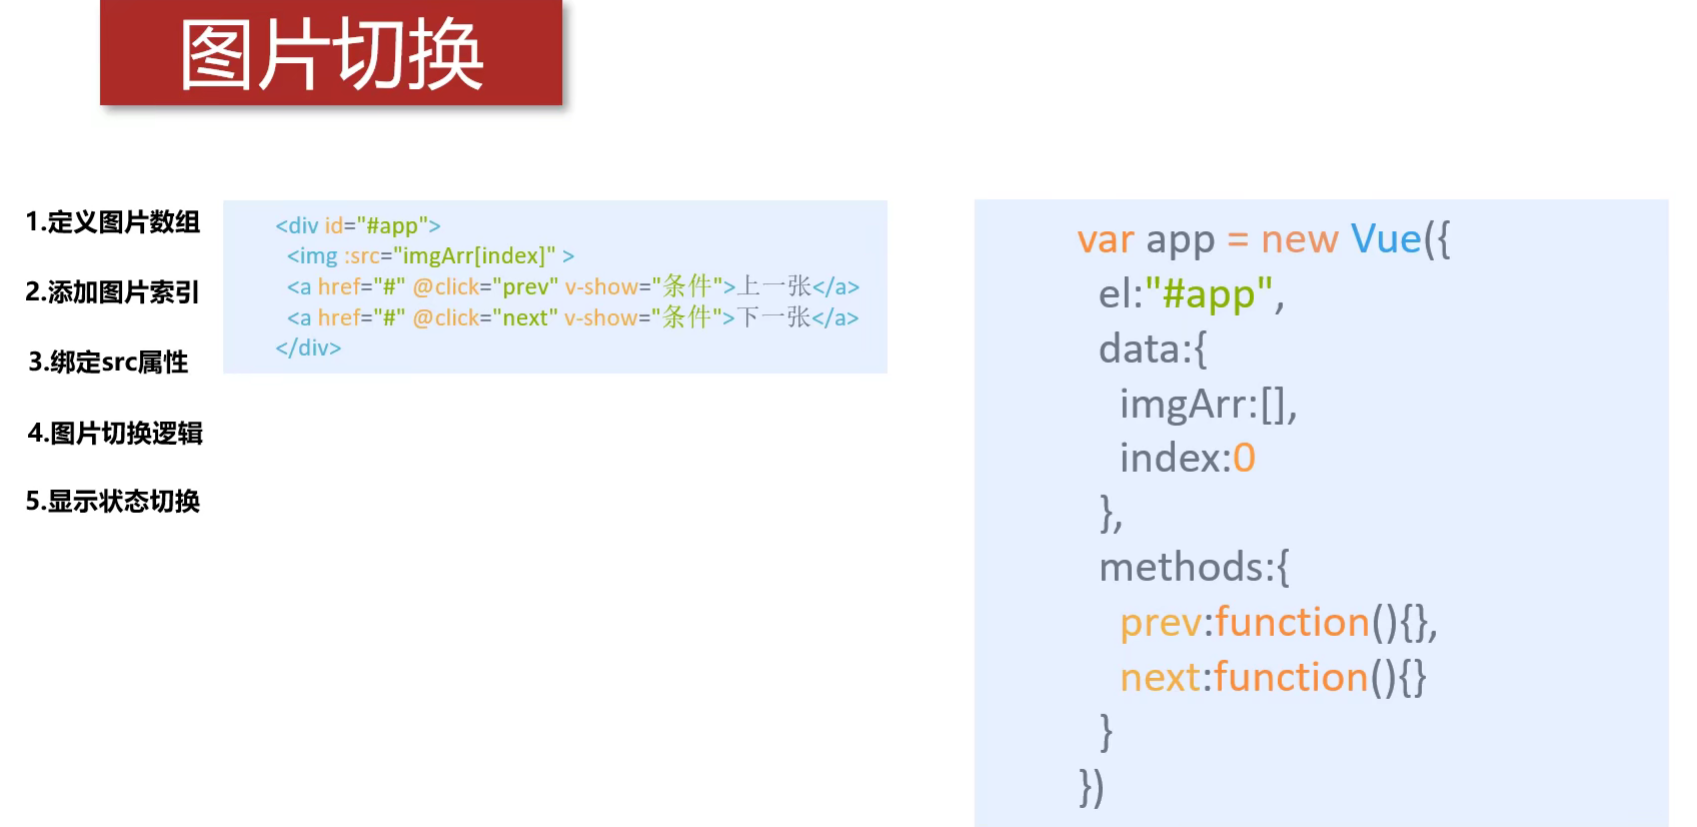 图片切换
1.定义图片数组
2.添加图片索引
3.绑定src属性
4.图片切换逻辑
5.显示状态切换
<div id="#app">
<img :src="imgArr[index]" >
<a href="#" @click="prev" v-show="条件">上一张</a>
<a href="#" @click="next" v-show="条件">下一张</a>
</div>
var app = new Vue({
el:"#app",
data:{
imgArr:[],
index:0
},
methods:{
prev:function(){},
next:function(){}
}
})